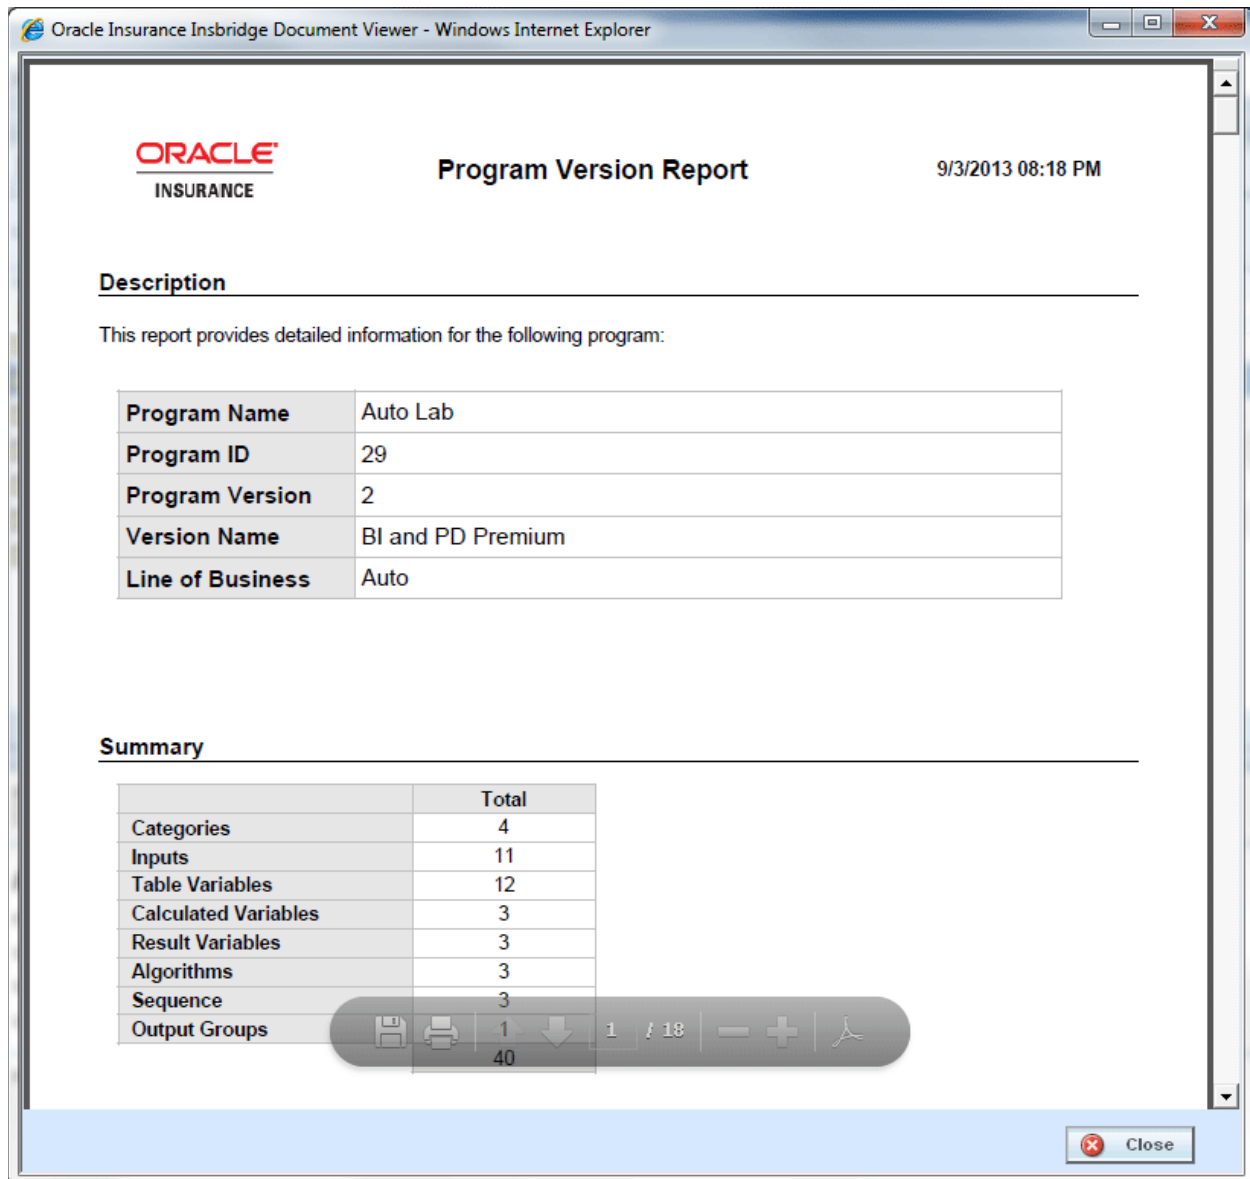 Oracle Insurance Insbridge Document Viewer - Windows Internet Explorer
ORACLE®
INSURANCE
Program Version Report
9/3/2013 08:18 PM
Description
This report provides detailed information for the following program:
Program Name Auto Lab
Program ID 29
Program Version 2
Version Name BI and PD Premium
Line of Business Auto
Summary
Total
Categories 4
Inputs 11
Table Variables 12
Calculated Variables 3
Result Variables 3
Algorithms 3
Sequence 3
Output Groups 1
1 / 18
40
Close